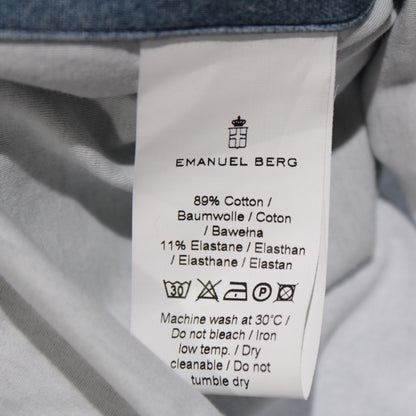 EMANUEL BERG
89% Cotton /
Baumwolle / Coton
/ Bawełna
11% Elastane / Elasthan
/ Elasthane / Elastan
30 P
Machine wash at 30°C /
Do not bleach / Iron
low temp. / Dry
cleanable / Do not
tumble dry